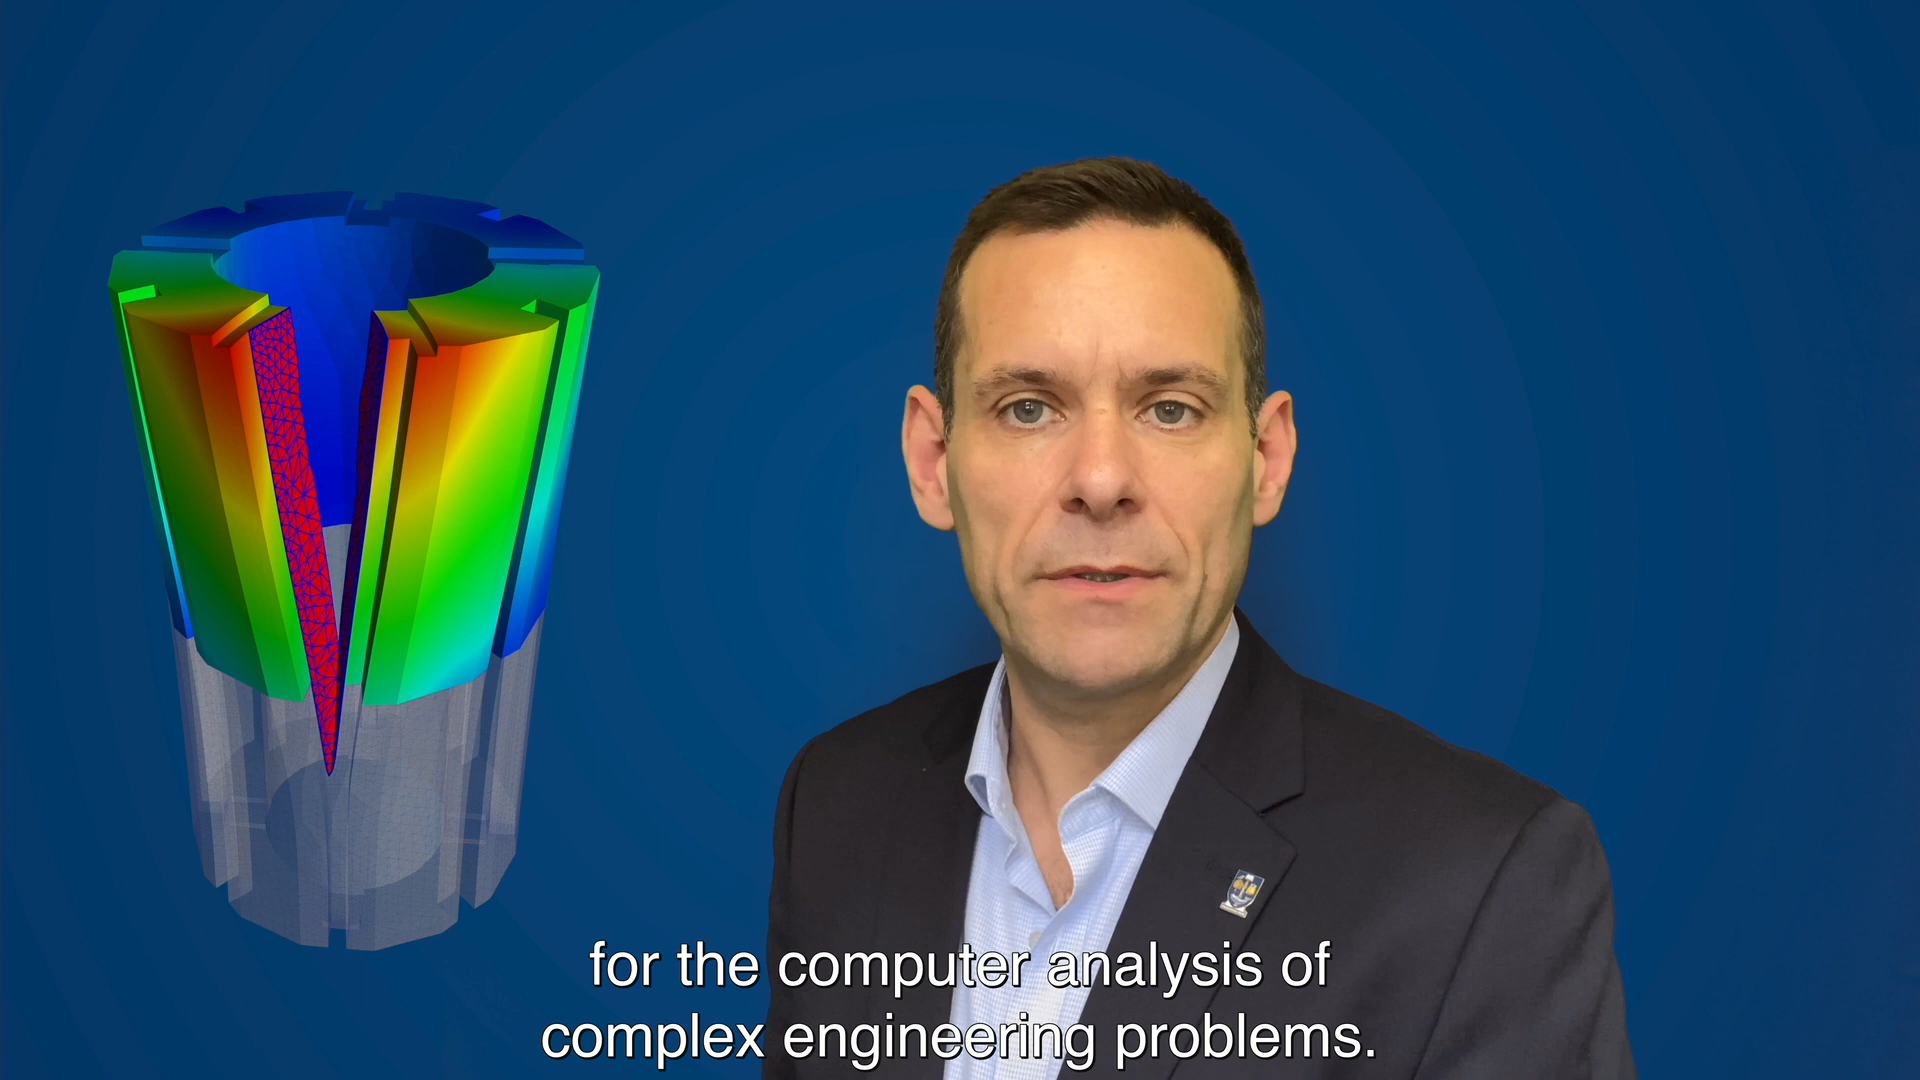 for the computer analysis of
complex engineering problems.